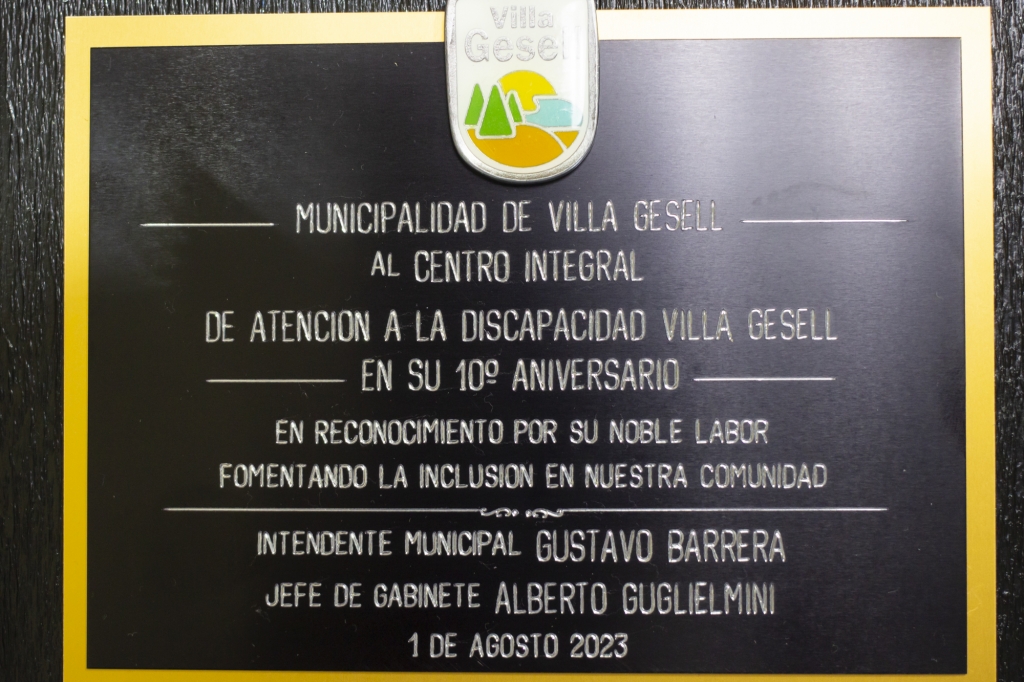 Villa
Gesell
MUNICIPALIDAD DE VILLA GESELL
AL CENTRO INTEGRAL
DE ATENCION A LA DISCAPACIDAD VILLA GESELL
EN SU 10º ANIVERSARIO
EN RECONOCIMIENTO POR SU NOBLE LABOR
FOMENTANDO LA INCLUSION EN NUESTRA COMUNIDAD
INTENDENTE MUNICIPAL GUSTAVO BARRERA
JEFE DE GABINETE ALBERTO GUGLIELMINI
1 DE AGOSTO 2023